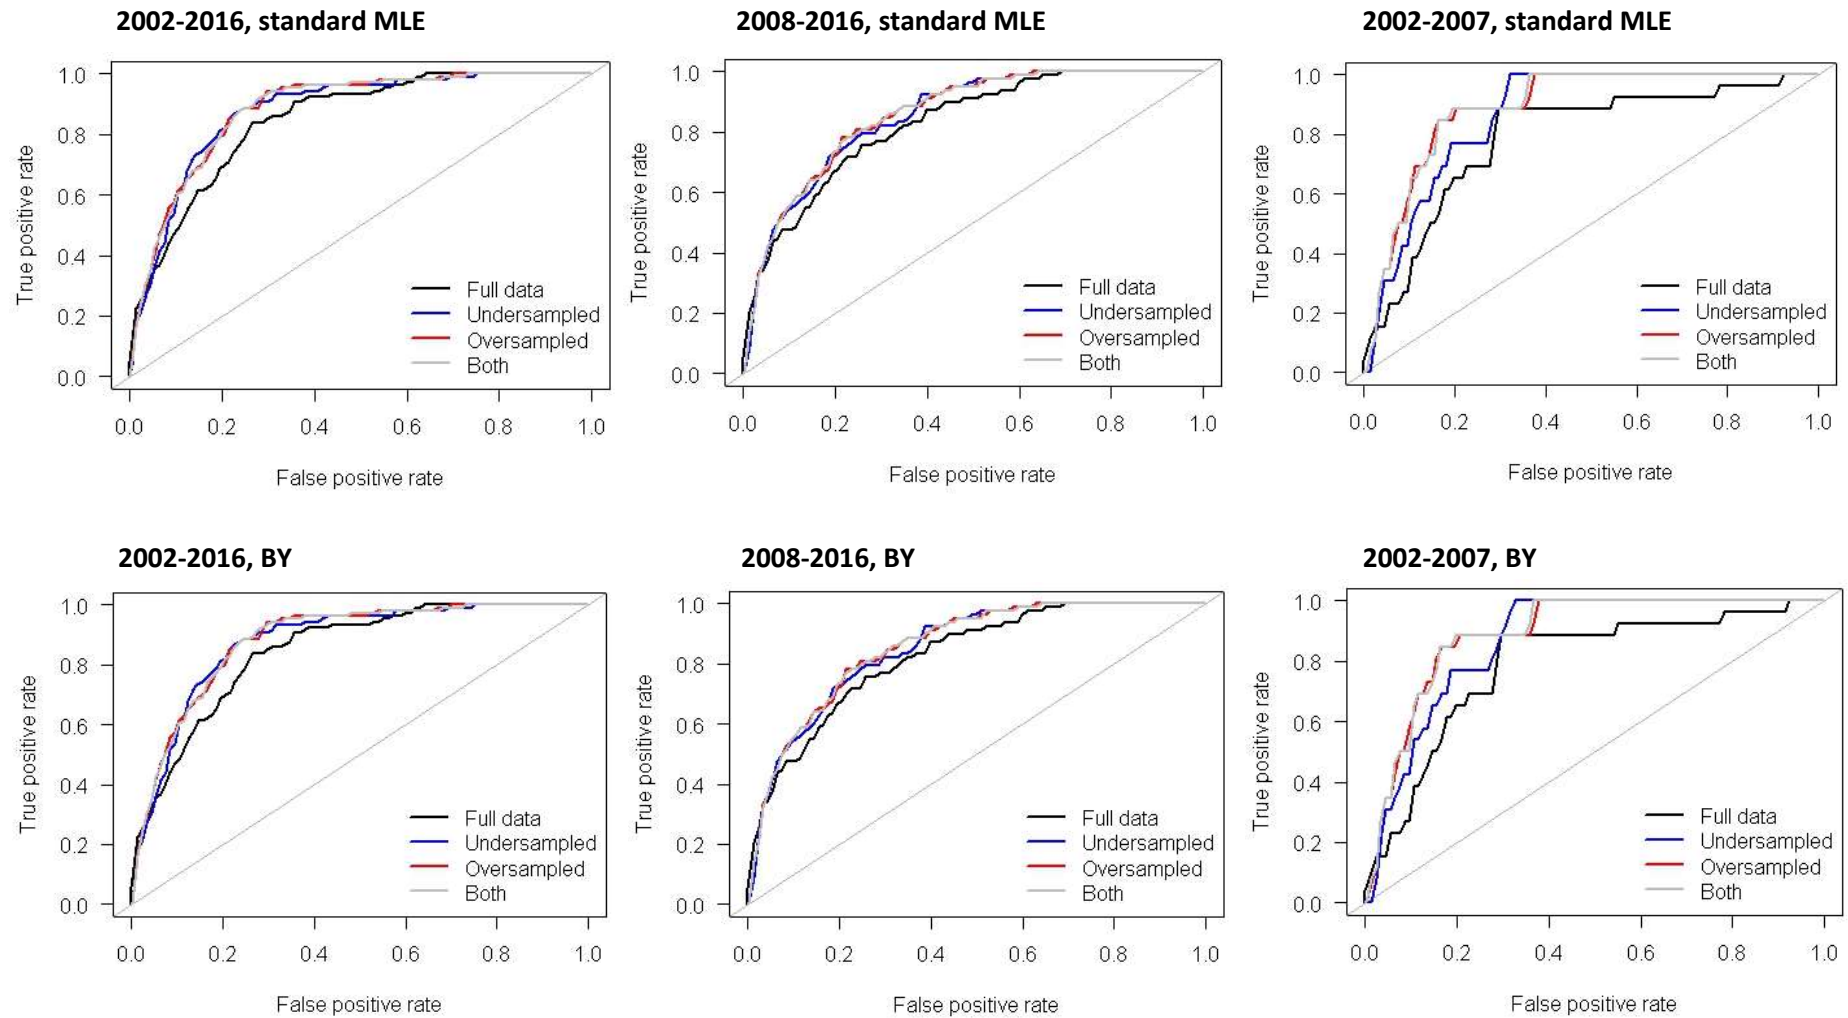 2002-2016, standard MLE
1.0
0.8
0.6
0.4
0.2
0.0
True positive rate
Full data
Undersampled
Oversampled
Both
0.0 0.2 0.4 0.6 0.8 1.0
False positive rate
2008-2016, standard MLE
1.0
0.8
0.6
0.4
0.2
0.0
True positive rate
Full data
Undersampled
Oversampled
Both
0.0 0.2 0.4 0.6 0.8 1.0
False positive rate
2002-2007, standard MLE
1.0
0.8
0.6
0.4
0.2
0.0
True positive rate
Full data
Undersampled
Oversampled
Both
0.0 0.2 0.4 0.6 0.8 1.0
False positive rate
2002-2016, BY
1.0
0.8
0.6
0.4
0.2
0.0
True positive rate
Full data
Undersampled
Oversampled
Both
0.0 0.2 0.4 0.6 0.8 1.0
False positive rate
2008-2016, BY
1.0
0.8
0.6
0.4
0.2
0.0
True positive rate
Full data
Undersampled
Oversampled
Both
0.0 0.2 0.4 0.6 0.8 1.0
False positive rate
2002-2007, BY
1.0
0.8
0.6
0.4
0.2
0.0
True positive rate
Full data
Undersampled
Oversampled
Both
0.0 0.2 0.4 0.6 0.8 1.0
False positive rate